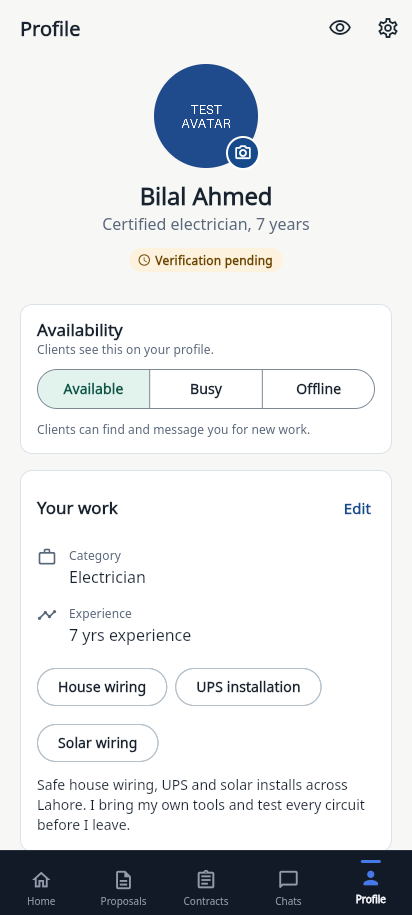 Profile
TEST
AVATAR
Bilal Ahmed
Certified electrician, 7 years
Verification pending
Availability
Clients see this on your profile.
Available Busy Offline
Clients can find and message you for new work.
Your work Edit
Category
Electrician
Experience
7 yrs experience
House wiring UPS installation
Solar wiring
Safe house wiring, UPS and solar installs across
Lahore. I bring my own tools and test every circuit
before I leave.
Home Proposals Contracts Chats Profile